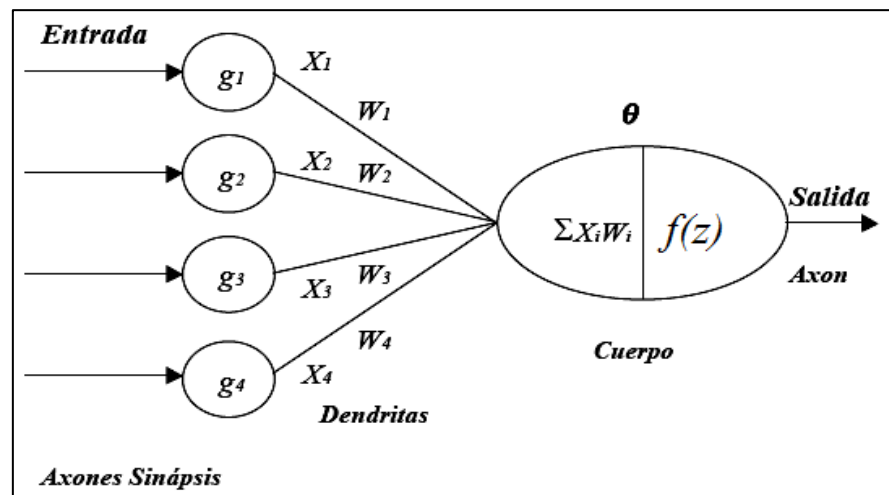 Entrada
g1
X1
W1
θ
g2
X2
W2
ΣXiWi
f(z)
Salida
g3
X3
W3
Axon
W4
Cuerpo
g4
X4
Dendritas
Axones Sinápsis